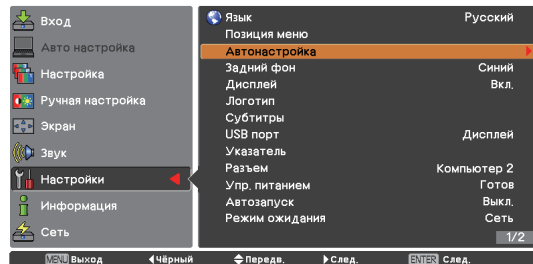 Вход
Авто настройка
Настройка
Ручная настройка
Экран
Звук
Настройки
Информация
Сеть
Язык Русский
Позиция меню
Автонастройка
Задний фон Синий
Дисплей Вкл.
Логотип
Субтитры
USB порт Дисплей
Указатель
Разъем Компьютер 2
Упр. питанием Готов
Автозапуск Выкл.
Режим ожидания Сеть
1/2
MENU Выход Чёрный Передв. След. ENTER След.